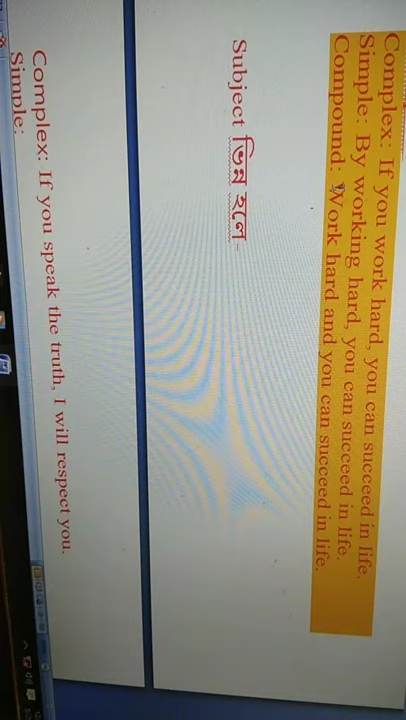 Complex: If you work hard, you can succeed in life.
Simple: By working hard, you can succeed in life.
Compound: Work hard and you can succeed in life.
Subject ভিন্ন হলে-
Complex: If you speak the truth, I will respect you.
Simple: